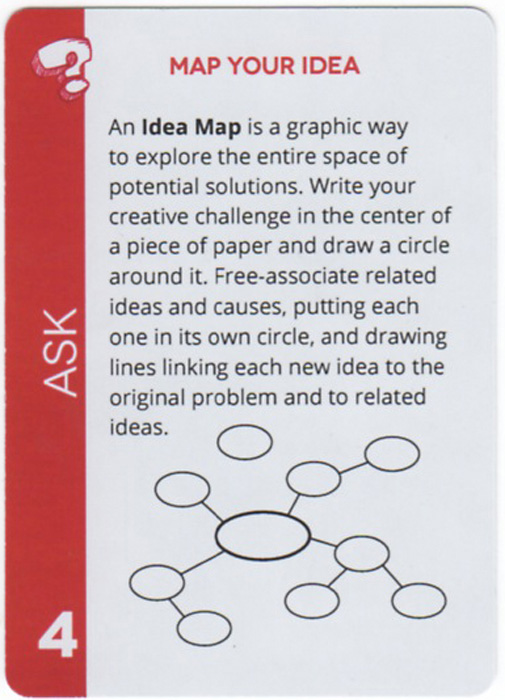 ?
MAP YOUR IDEA
An Idea Map is a graphic way
to explore the entire space of
potential solutions. Write your
creative challenge in the center of
a piece of paper and draw a circle
around it. Free-associate related
ideas and causes, putting each
one in its own circle, and drawing
lines linking each new idea to the
original problem and to related
ideas.
ASK
4